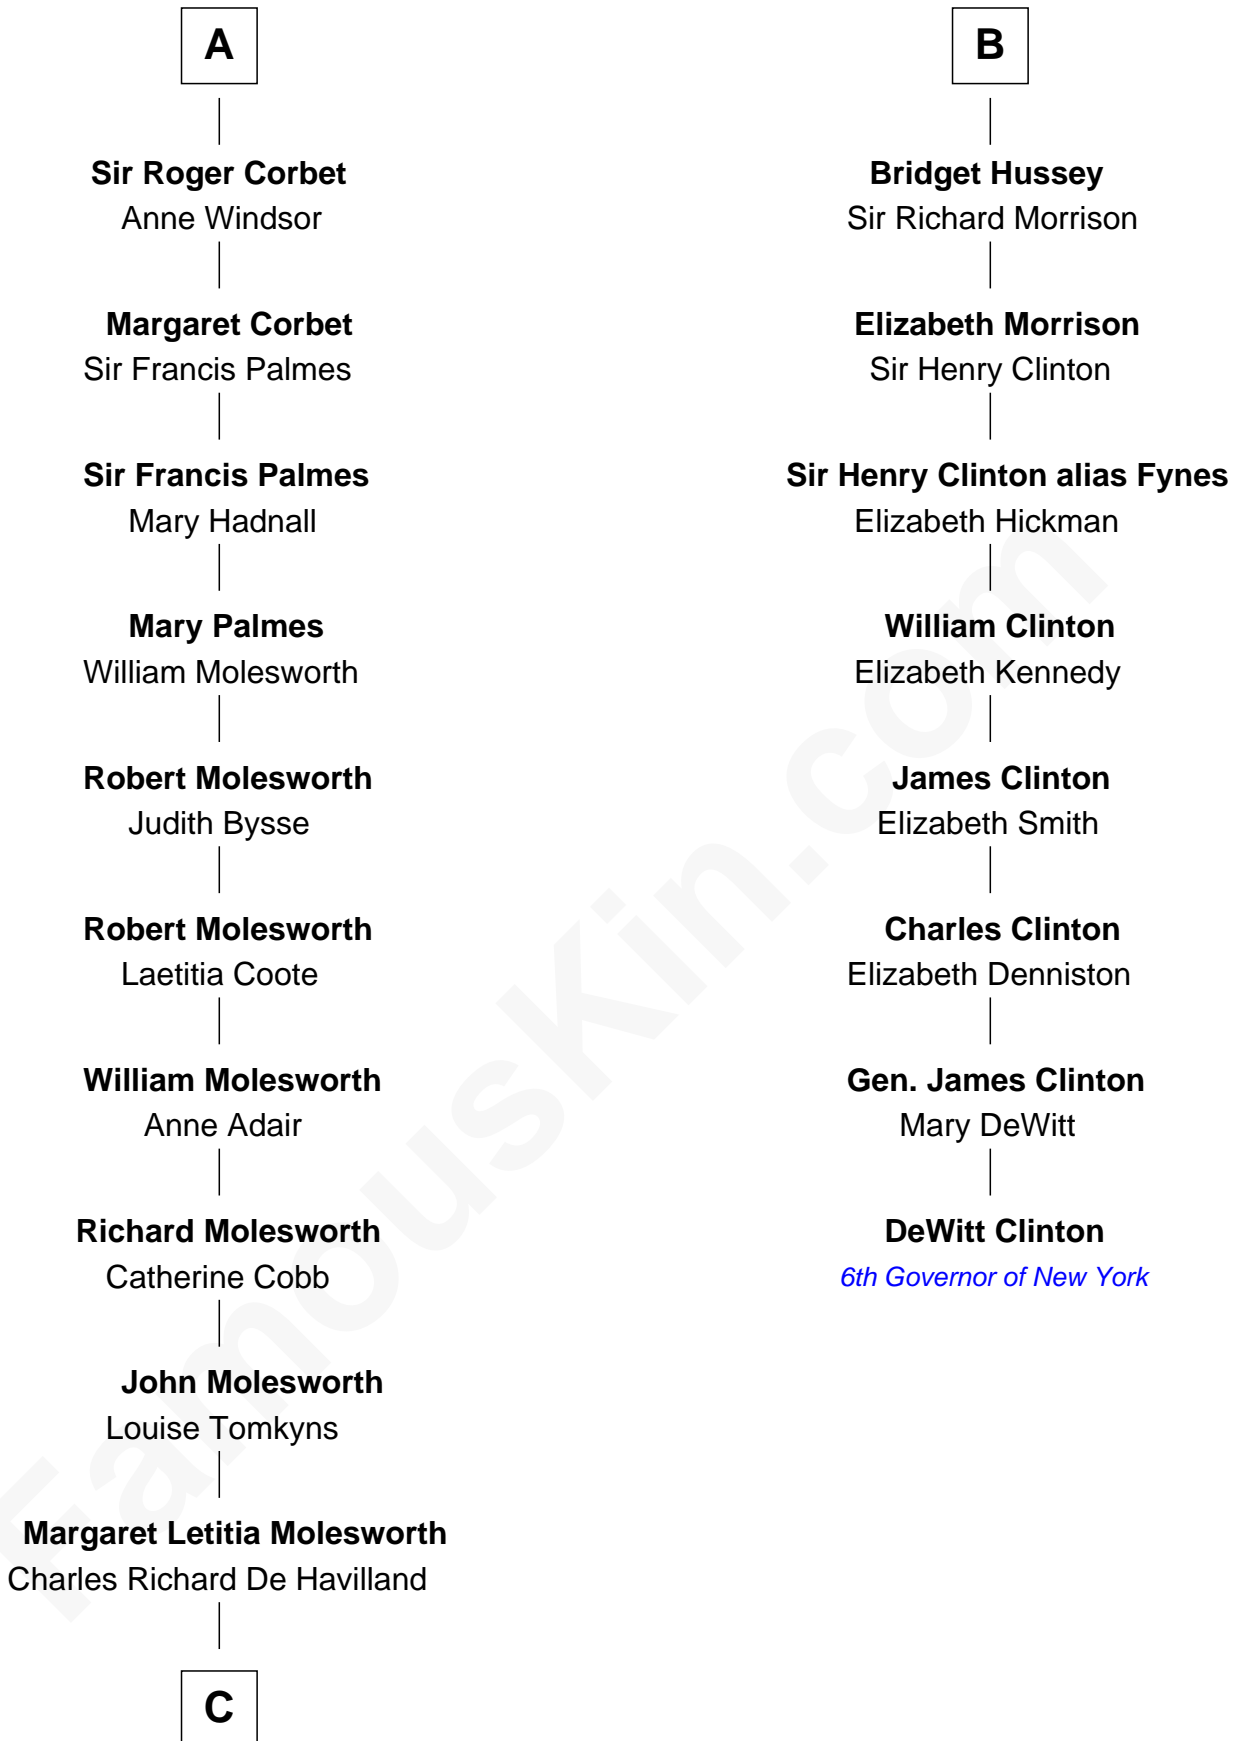 A
Sir Roger Corbet
Anne Windsor
Margaret Corbet
Sir Francis Palmes
Sir Francis Palmes
Mary Hadnall
Mary Palmes
William Molesworth
Robert Molesworth
Judith Bysse
Robert Molesworth
Laetitia Coote
William Molesworth
Anne Adair
Richard Molesworth
Catherine Cobb
John Molesworth
Louise Tomkyns
Margaret Letitia Molesworth
Charles Richard De Havilland
C
B
Bridget Hussey
Sir Richard Morrison
Elizabeth Morrison
Sir Henry Clinton
Sir Henry Clinton alias Fynes
Elizabeth Hickman
William Clinton
Elizabeth Kennedy
James Clinton
Elizabeth Smith
Charles Clinton
Elizabeth Denniston
Gen. James Clinton
Mary DeWitt
DeWitt Clinton
6th Governor of New York
FamousKin.com